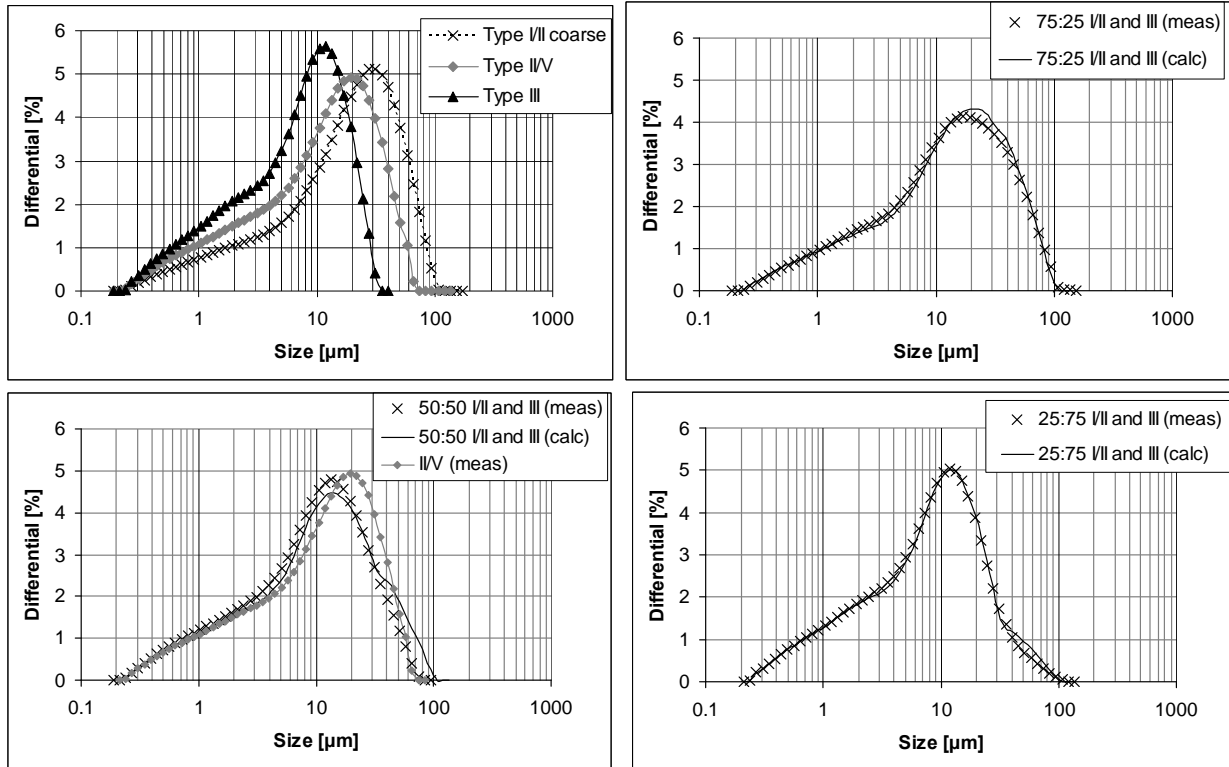 Type I/II coarse
Type II/V
Type III
Differential [%]
6
5
4
3
2
1
0
0.1 1 10 100 1000
Size [µm]
75:25 I/II and III (meas)
75:25 I/II and III (calc)
Differential [%]
6
5
4
3
2
1
0
0.1 1 10 100 1000
Size [µm]
50:50 I/II and III (meas)
50:50 I/II and III (calc)
II/V (meas)
Differential [%]
6
5
4
3
2
1
0
0.1 1 10 100 1000
Size [µm]
25:75 I/II and III (meas)
25:75 I/II and III (calc)
Differential [%]
6
5
4
3
2
1
0
0.1 1 10 100 1000
Size [µm]